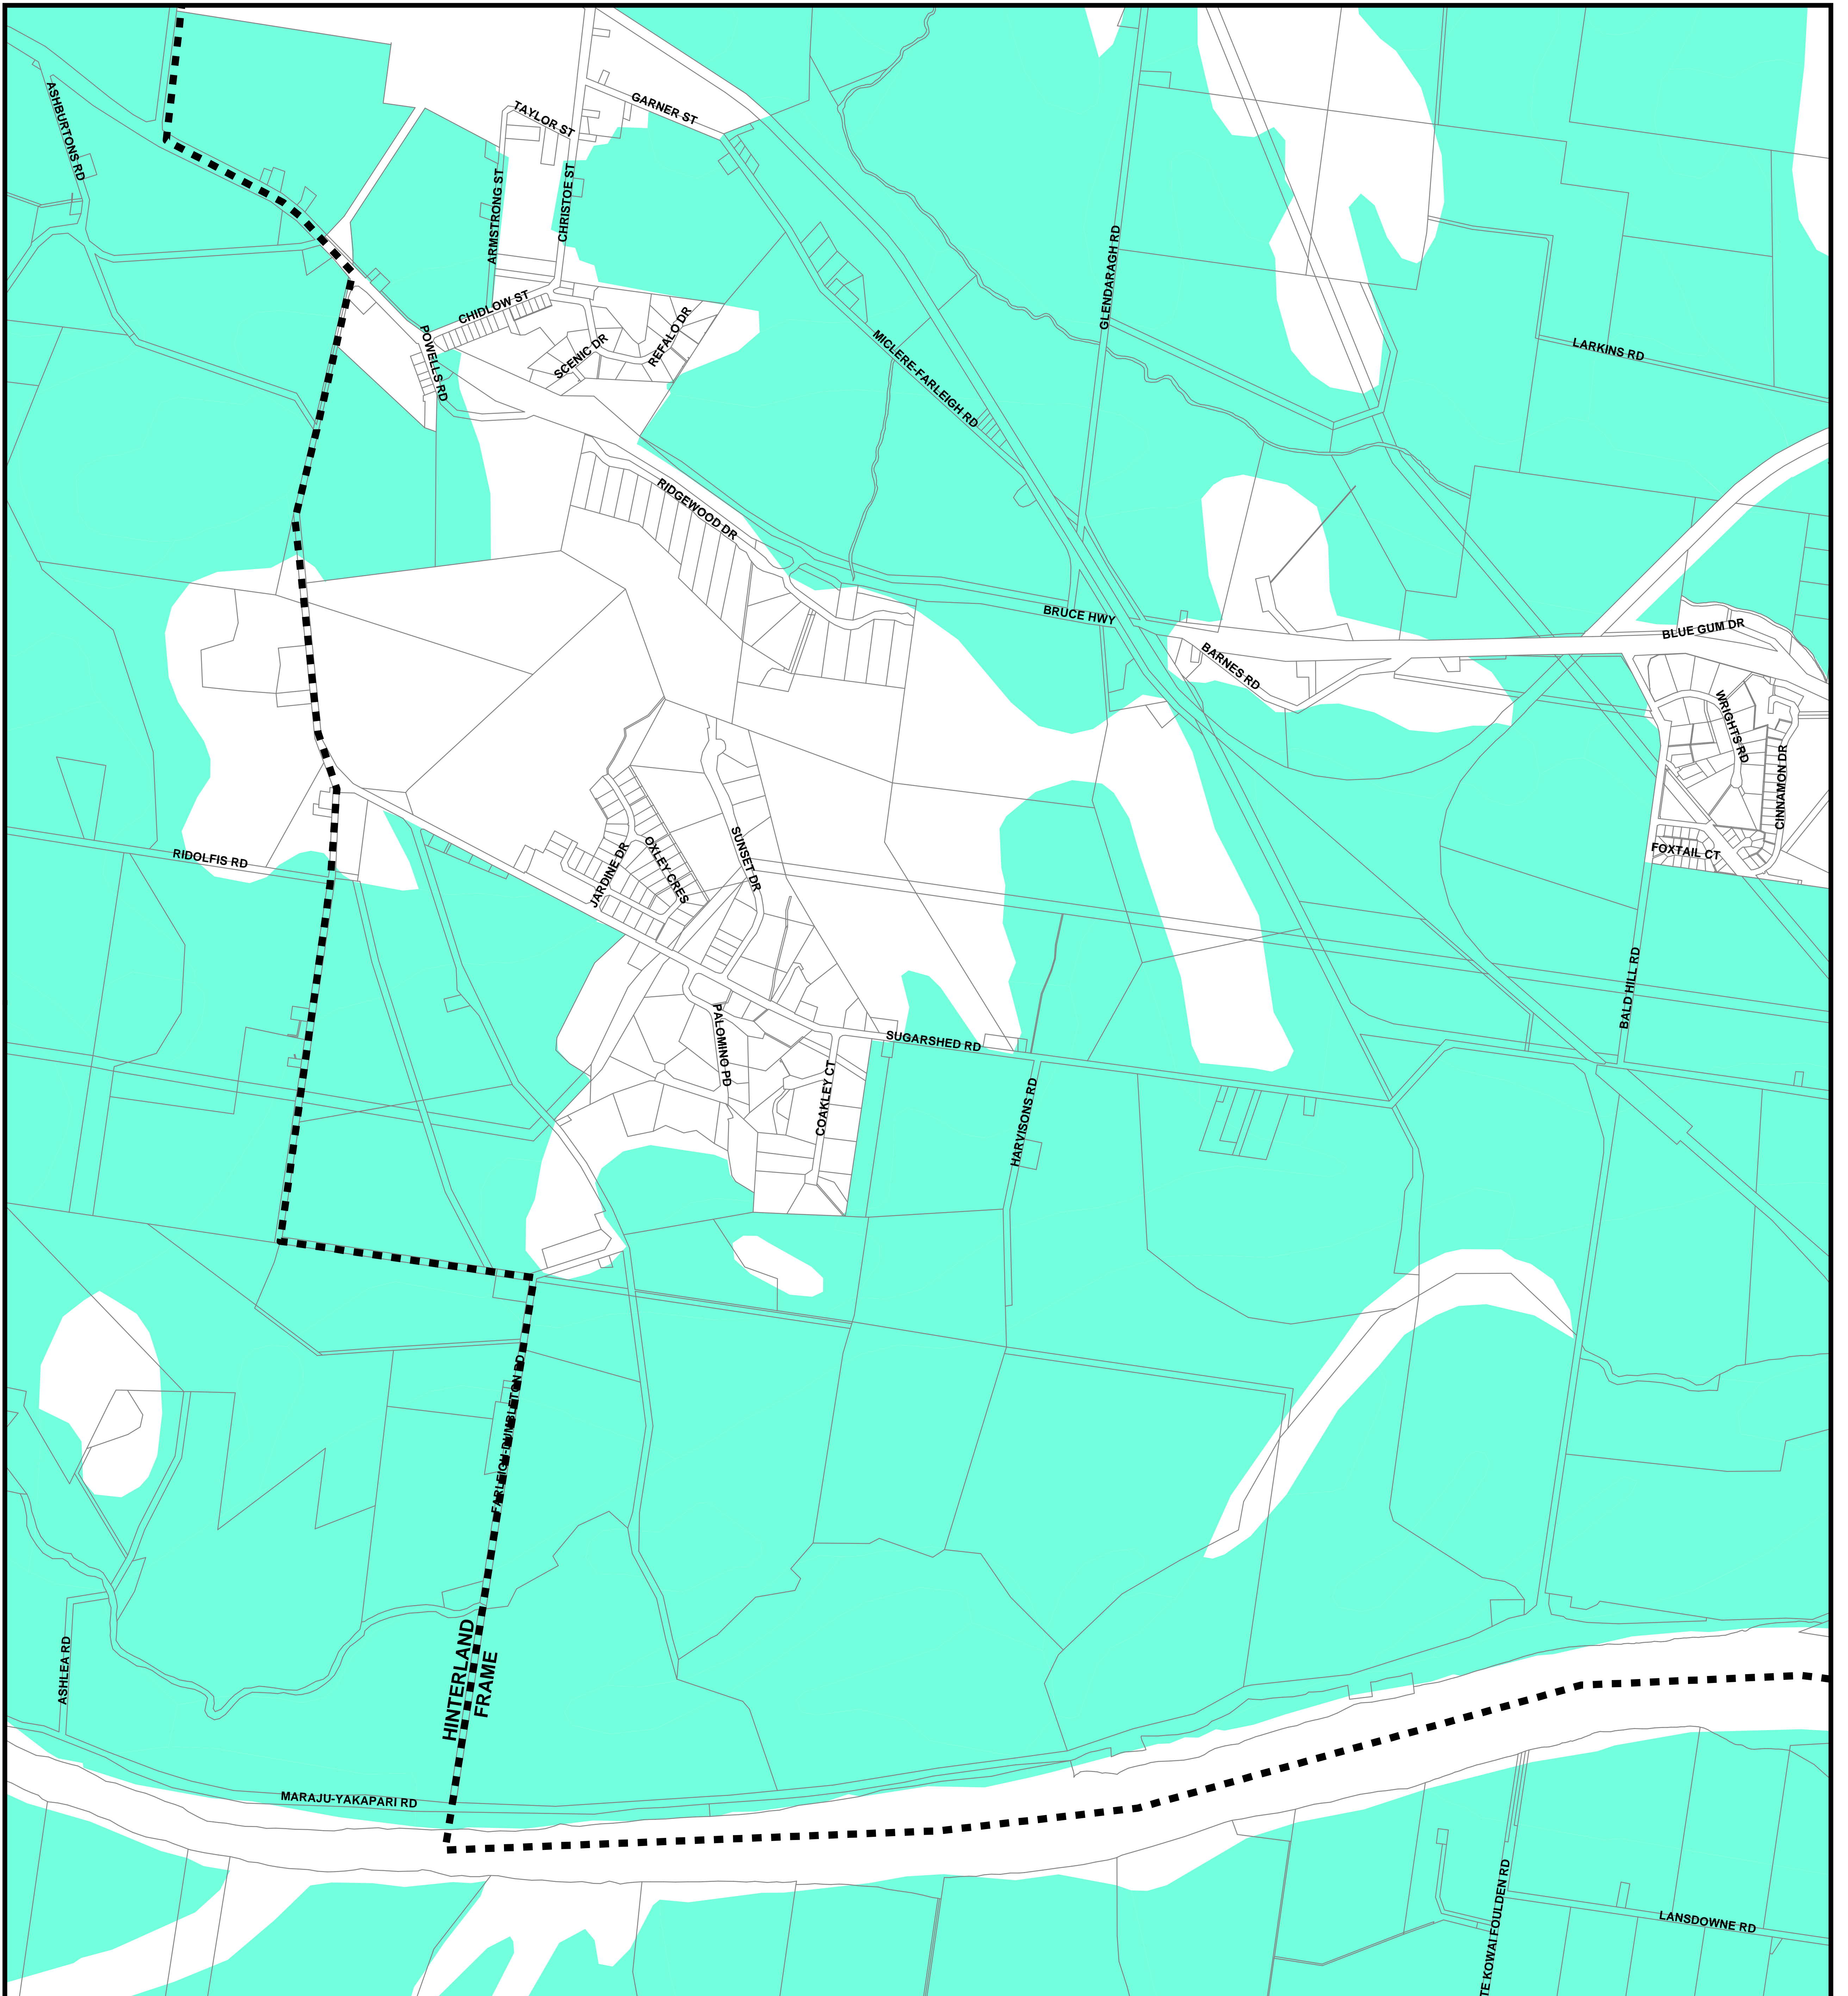 TAYLOR ST
GARNER ST
ASHBURTONS RD
ARMSTRONG ST
CHRISTOE ST
GLENDARAGH RD
CHIDLOW ST
POWELLS RD
SCENIC DR
REFALO DR
MICLERE-FARLEIGH RD
LARKINS RD
RIDGEWOOD DR
BRUCE HWY
BARNES RD
BLUE GUM DR
WRIGHTS RD
CINNAMON DR
FOXTAIL CT
RIDOLFIS RD
JARDINE DR
OXLEY CRES
SUNSET DR
BALD HILL RD
PALOMINO PD
SUGARSHED RD
COAKLEY CT
HARVISONS RD
FARLEIGH-DUMBLETON RD
HINTERLAND
FRAME
ASHLEA RD
MARAJU-YAKAPARI RD
TE KOWAI FOULDEN RD
LANSDOWNE RD